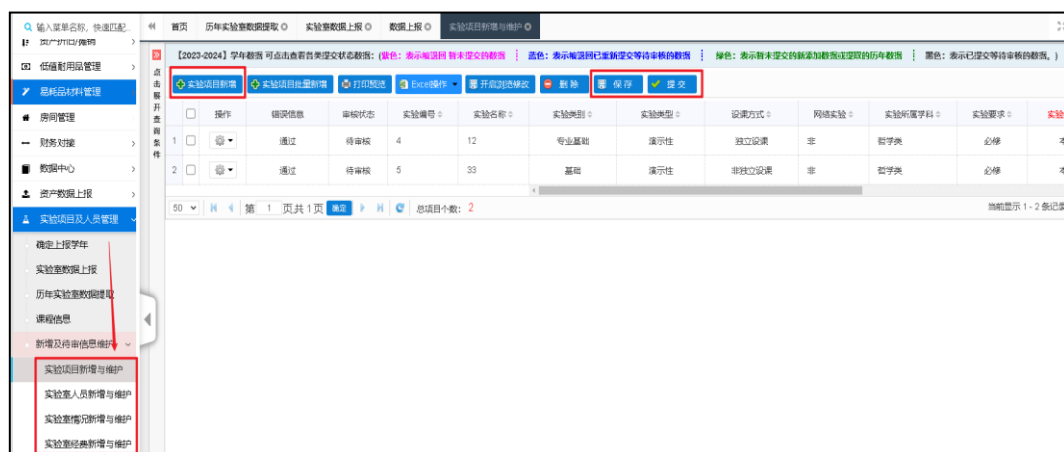 输入菜单名称，快速匹配..
首页 历年实验室数据提取 实验室数据上报 数据上报 实验项目新增与维护
资产折旧/摊销
低值耐用品管理
易耗品材料管理
房间管理
财务对接
数据中心
资产数据上报
实验项目及人员管理
确定上报学年
实验室数据上报
历年实验室数据提取
课程信息
新增及待审信息维护
实验项目新增与维护
实验室人员新增与维护
实验室情况新增与维护
实验室经费新增与维护
点击展开查询条件
【2023-2024】学年数据 可点击查看各类提交状态数据：(紫色：表示被退回 暂未提交的数据 ┊ 蓝色：表示被退回已重新提交等待审核的数据 ┊ 绿色：表示暂未提交的新添加数据或提取的历年数据 ┊ 黑色：表示已提交等待审核的数据。)
实验项目新增 实验项目批量新增 打印预览 Excel操作 开启浏览修改 删除 保存 提交
操作 错误信息 审核状态 实验编号 实验名称 实验类别 实验类型 设课方式 网络实验 实验所属学科 实验要求 实验
1 通过 待审核 4 12 专业基础 演示性 独立设课 非 哲学类 必修
2 通过 待审核 5 33 基础 演示性 非独立设课 非 哲学类 必修
50 第 1 页共1页 确定 总项目个数： 2 当前显示 1 - 2 条记录